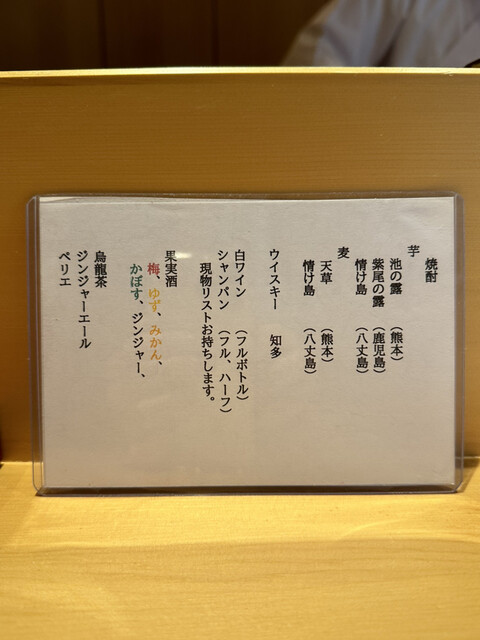 焼酎
芋
池の露　（熊本）
紫尾の露　（鹿児島）
情け島　（八丈島）
麦
天草　（熊本）
情け島　（八丈島）
ウイスキー　知多
白ワイン　（フルボトル）
シャンパン　（フル、ハーフ）
現物リストお持ちします。
果実酒
梅、ゆず、みかん、
かぼす、ジンジャー、
烏龍茶
ジンジャーエール
ペリエ